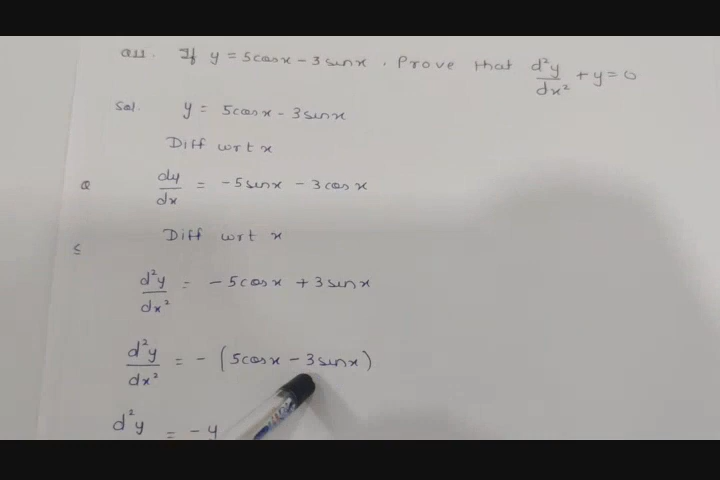 Q11. If y = 5cosx - 3sinx, Prove that d²y/dx² + y = 0
Sol. y = 5cosx - 3sinx
Diff wrt x
dy/dx = -5sinx - 3cosx
Diff wrt x
d²y/dx² = -5cosx + 3sinx
d²y/dx² = -(5cosx - 3sinx)
d²y = -y